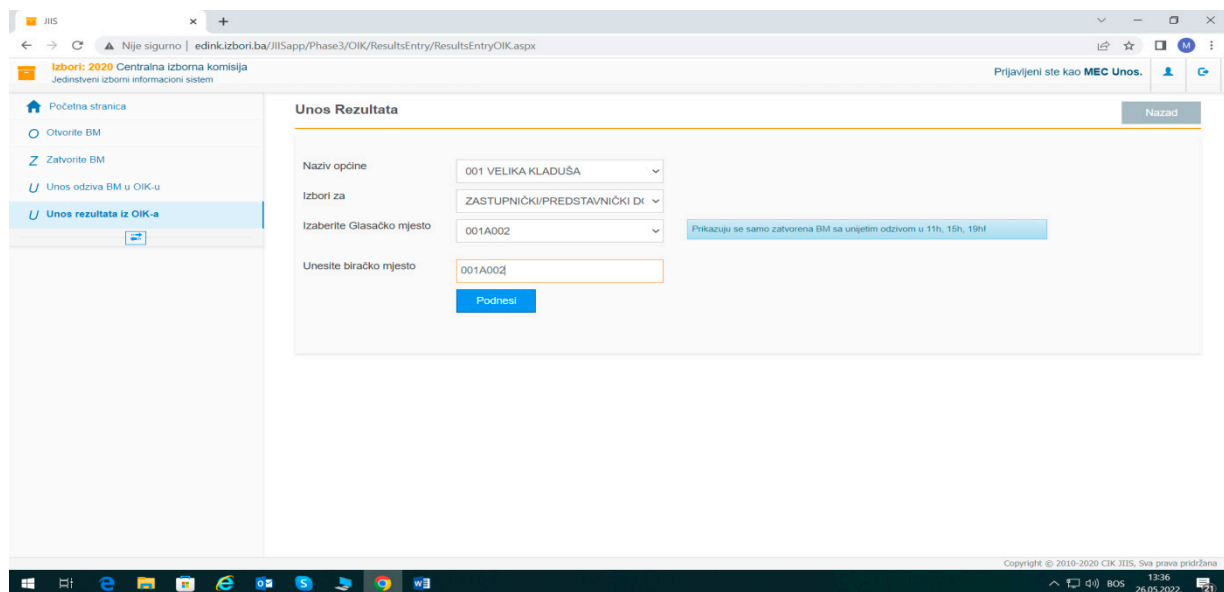 JIIS
Nije sigurno | edink.izbori.ba/JIISapp/Phase3/OIK/ResultsEntry/ResultsEntryOIK.aspx
M
Izbori: 2020 Centralna izborna komisija
Jedinstveni izborni informacioni sistem
Prijavljeni ste kao MEC Unos.
Početna stranica
O Otvorite BM
Z Zatvorite BM
U Unos odziva BM u OIK-u
U Unos rezultata iz OIK-a
Unos Rezultata
Nazad
Naziv općine
001 VELIKA KLADUŠA
Izbori za
ZASTUPNIČKI/PREDSTAVNIČKI D
Izaberite Glasačko mjesto
001A002
Prikazuju se samo zatvorena BM sa unijetim odzivom u 11h, 15h, 19h!
Unesite biračko mjesto
001A002
Podnesi
Copyright © 2010-2020 CIK JIIS, Sva prava pridržana
BOS
13:36
26.05.2022.
21